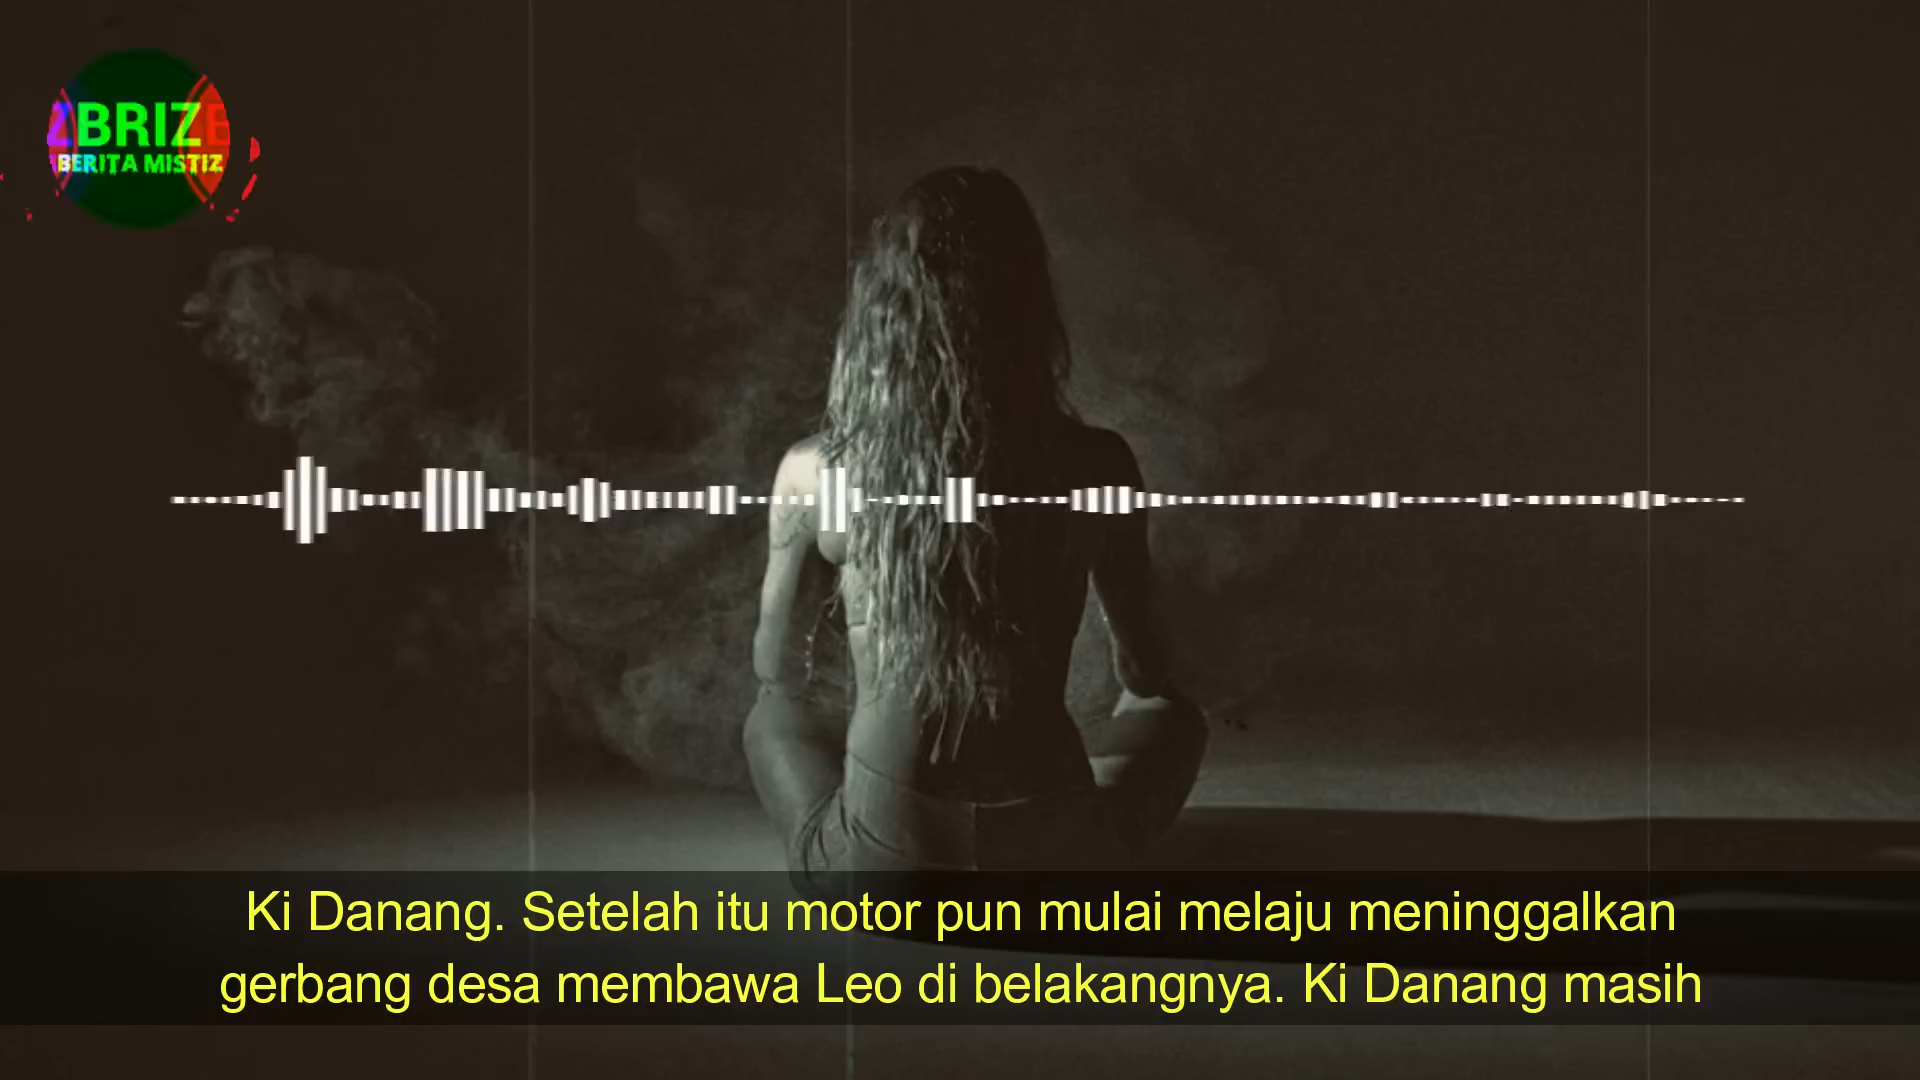 ZBRIZE
BERITA MISTIZ
Ki Danang. Setelah itu motor pun mulai melaju meninggalkan
gerbang desa membawa Leo di belakangnya. Ki Danang masih